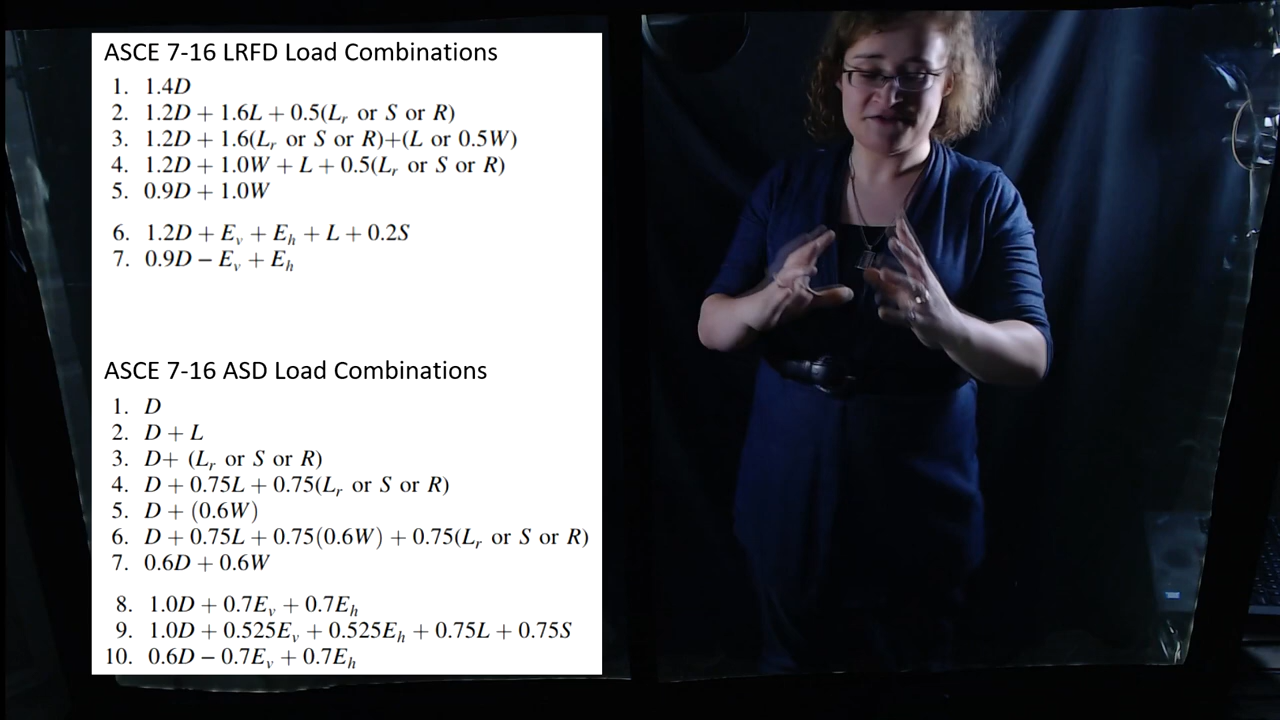 ASCE 7-16 LRFD Load Combinations
1. 1.4D
2. 1.2D + 1.6L + 0.5(Lᵣ or S or R)
3. 1.2D + 1.6(Lᵣ or S or R)+(L or 0.5W)
4. 1.2D + 1.0W + L + 0.5(Lᵣ or S or R)
5. 0.9D + 1.0W
6. 1.2D + Eᵥ + Eₕ + L + 0.2S
7. 0.9D − Eᵥ + Eₕ
ASCE 7-16 ASD Load Combinations
1. D
2. D + L
3. D+ (Lᵣ or S or R)
4. D + 0.75L + 0.75(Lᵣ or S or R)
5. D + (0.6W)
6. D + 0.75L + 0.75(0.6W) + 0.75(Lᵣ or S or R)
7. 0.6D + 0.6W
8. 1.0D + 0.7Eᵥ + 0.7Eₕ
9. 1.0D + 0.525Eᵥ + 0.525Eₕ + 0.75L + 0.75S
10. 0.6D − 0.7Eᵥ + 0.7Eₕ